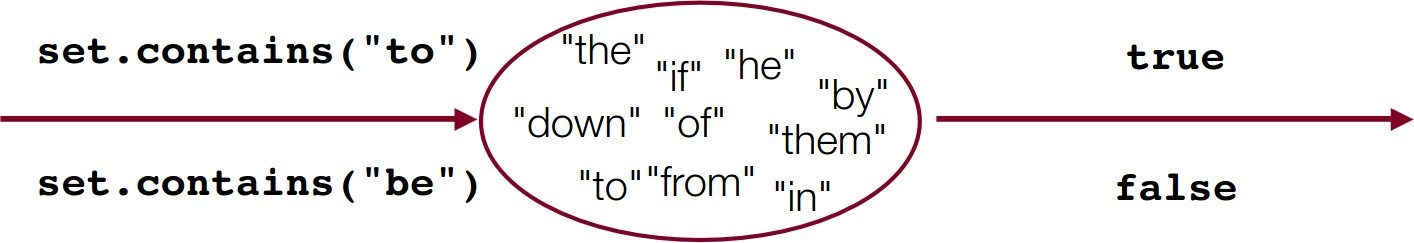 set.contains("to")
set.contains("be")
"the"
"if" "he"
"by"
"down" "of"
"them"
"to" "from"
"in"
true
false